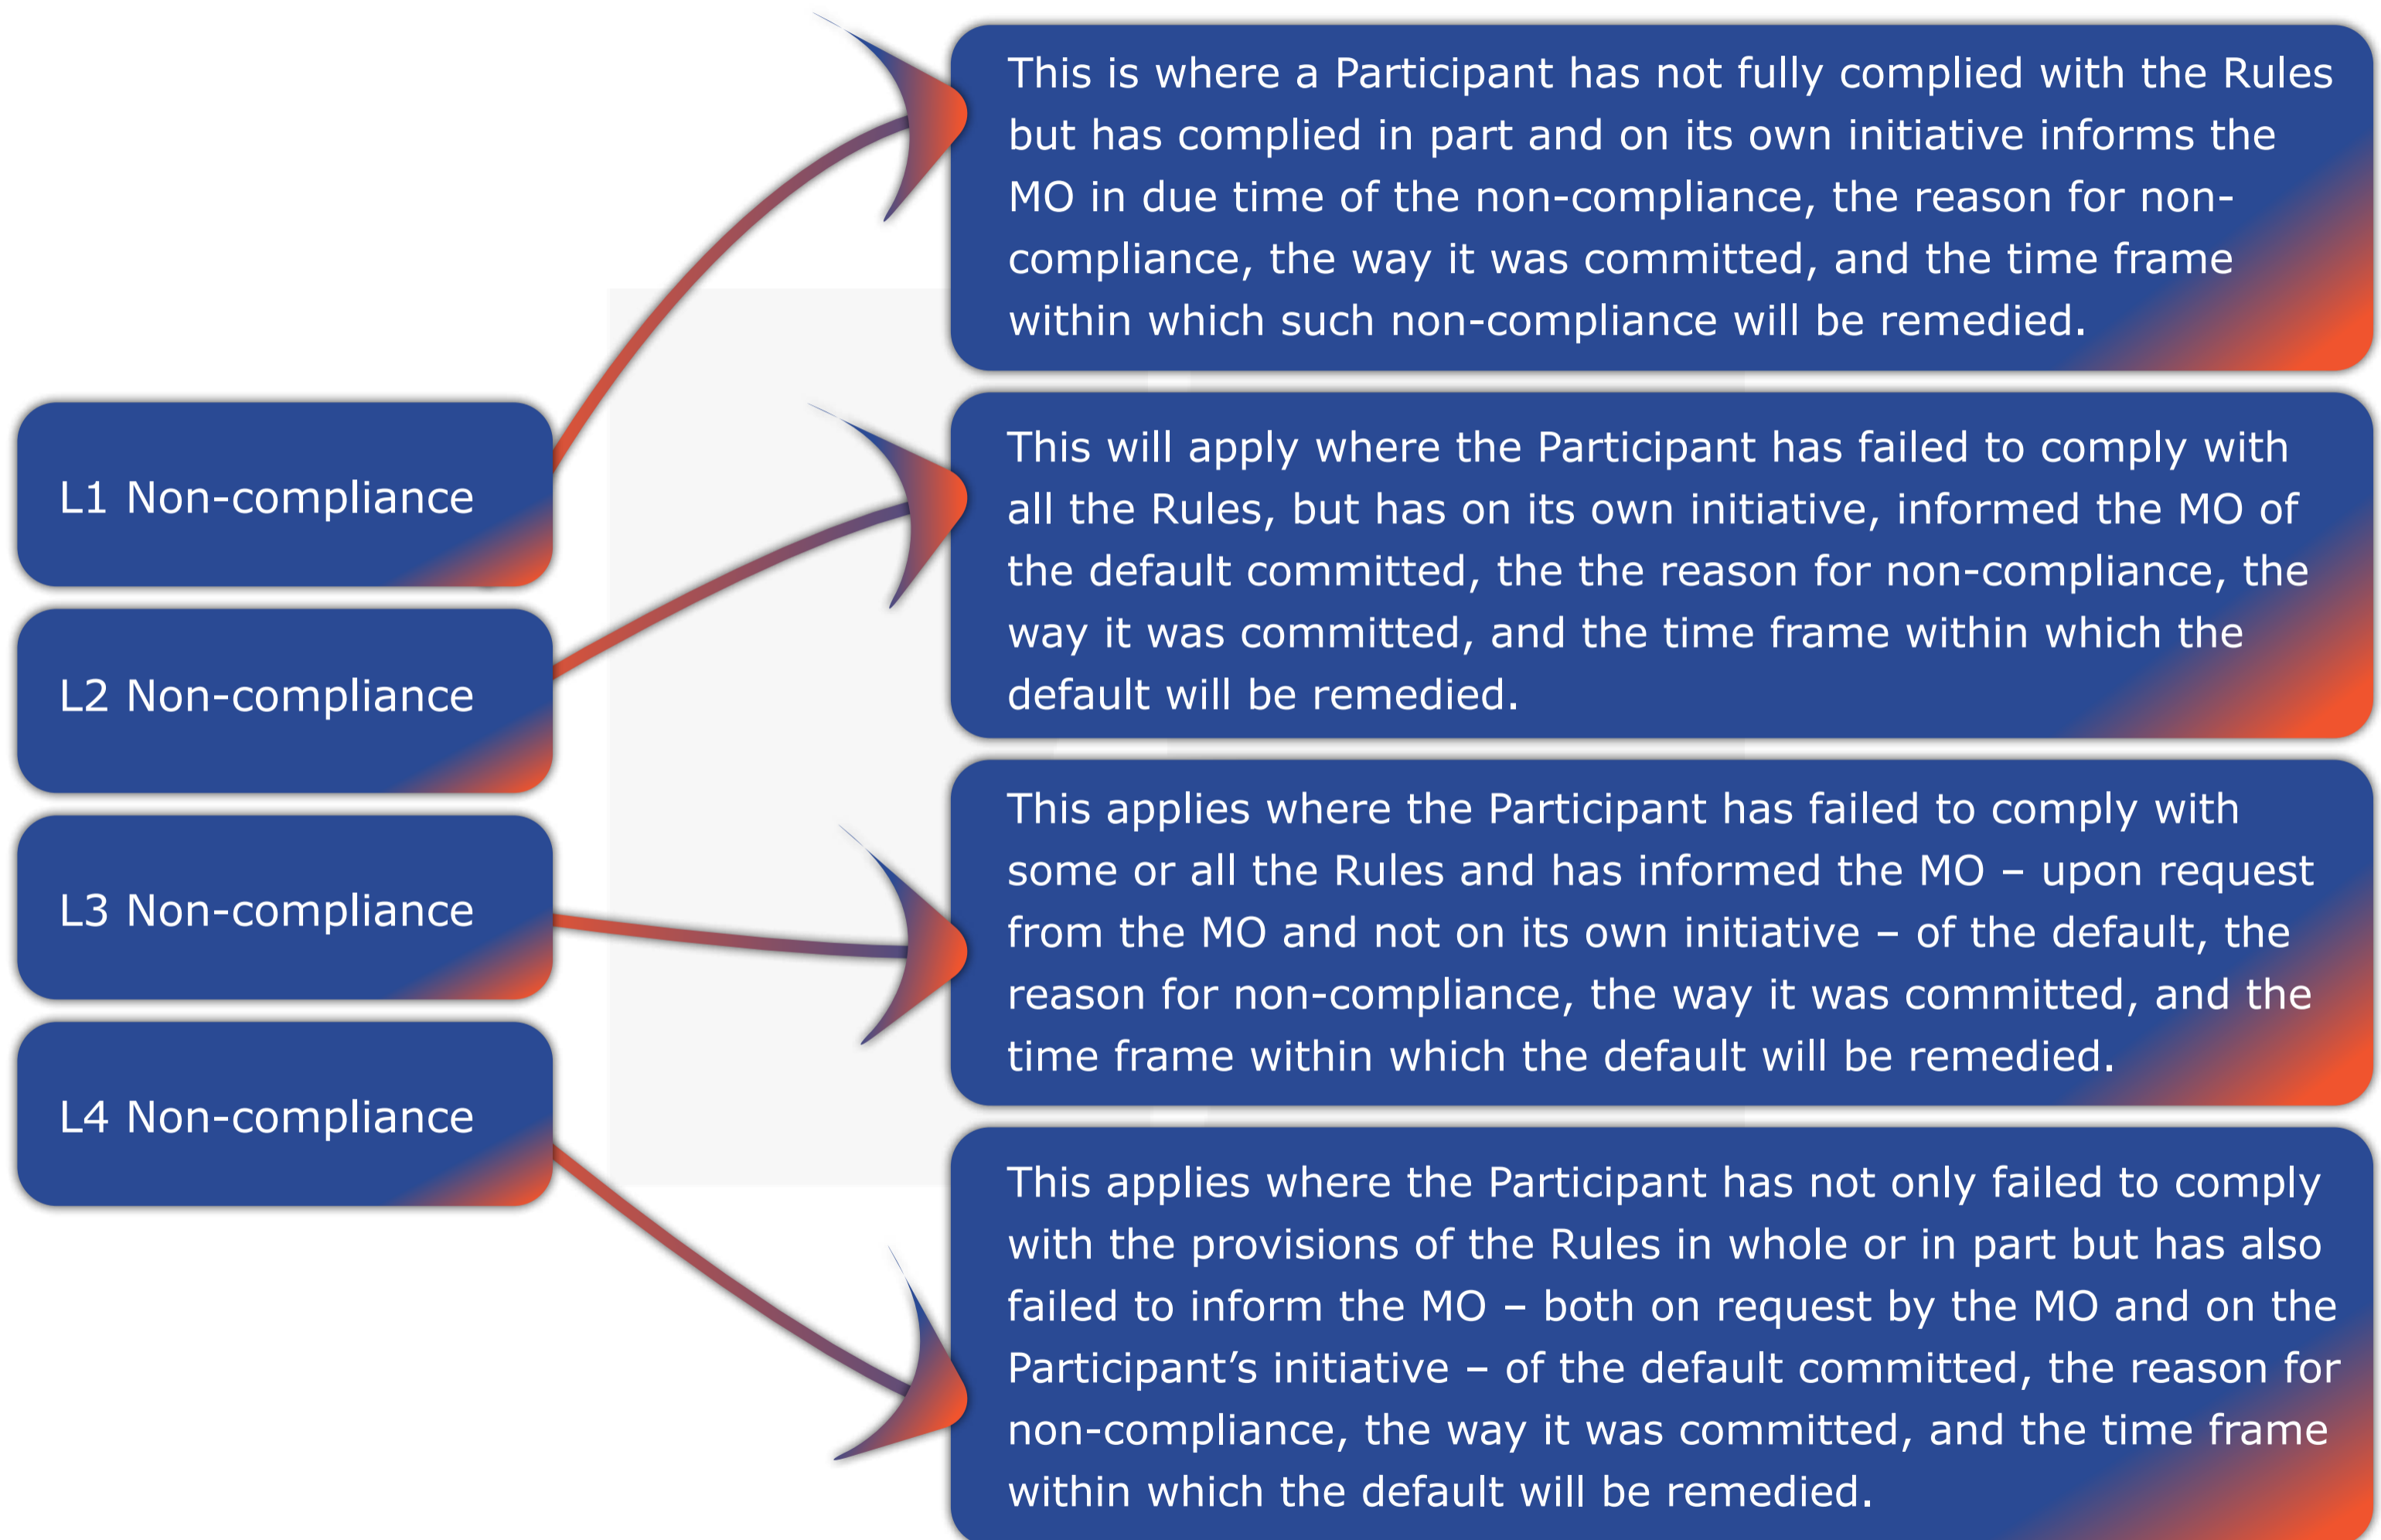 L1 Non-compliance
This is where a Participant has not fully complied with the Rules
but has complied in part and on its own initiative informs the
MO in due time of the non-compliance, the reason for non-
compliance, the way it was committed, and the time frame
within which such non-compliance will be remedied.
L2 Non-compliance
This will apply where the Participant has failed to comply with
all the Rules, but has on its own initiative, informed the MO of
the default committed, the the reason for non-compliance, the
way it was committed, and the time frame within which the
default will be remedied.
L3 Non-compliance
This applies where the Participant has failed to comply with
some or all the Rules and has informed the MO – upon request
from the MO and not on its own initiative – of the default, the
reason for non-compliance, the way it was committed, and the
time frame within which the default will be remedied.
L4 Non-compliance
This applies where the Participant has not only failed to comply
with the provisions of the Rules in whole or in part but has also
failed to inform the MO – both on request by the MO and on the
Participant’s initiative – of the default committed, the reason for
non-compliance, the way it was committed, and the time frame
within which the default will be remedied.